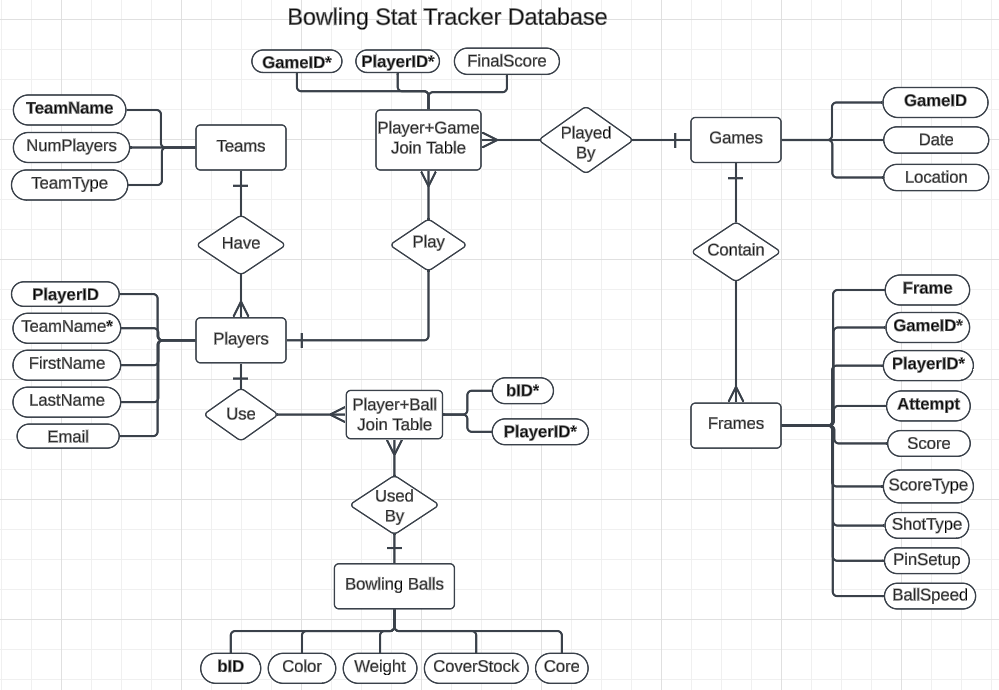 Bowling Stat Tracker Database
GameID*
PlayerID*
FinalScore
TeamName
NumPlayers
TeamType
Teams
Player+Game
Join Table
Played
By
Games
GameID
Date
Location
Have
Play
Contain
PlayerID
TeamName*
FirstName
LastName
Email
Players
Use
Player+Ball
Join Table
bID*
PlayerID*
Used
By
Bowling Balls
bID
Color
Weight
CoverStock
Core
Frames
Frame
GameID*
PlayerID*
Attempt
Score
ScoreType
ShotType
PinSetup
BallSpeed